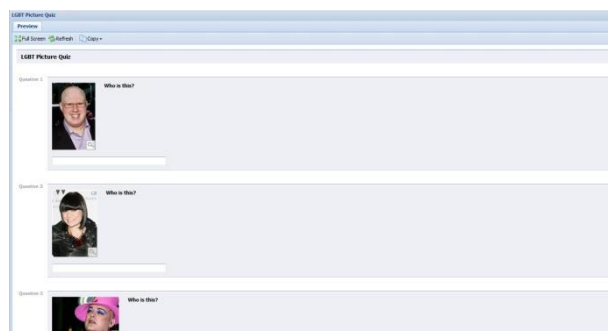 LGBT Picture Quiz
Preview
Full Screen Refresh Copy
LGBT Picture Quiz
Question 1
Who is this?
Question 2
Who is this?
Question 3
Who is this?